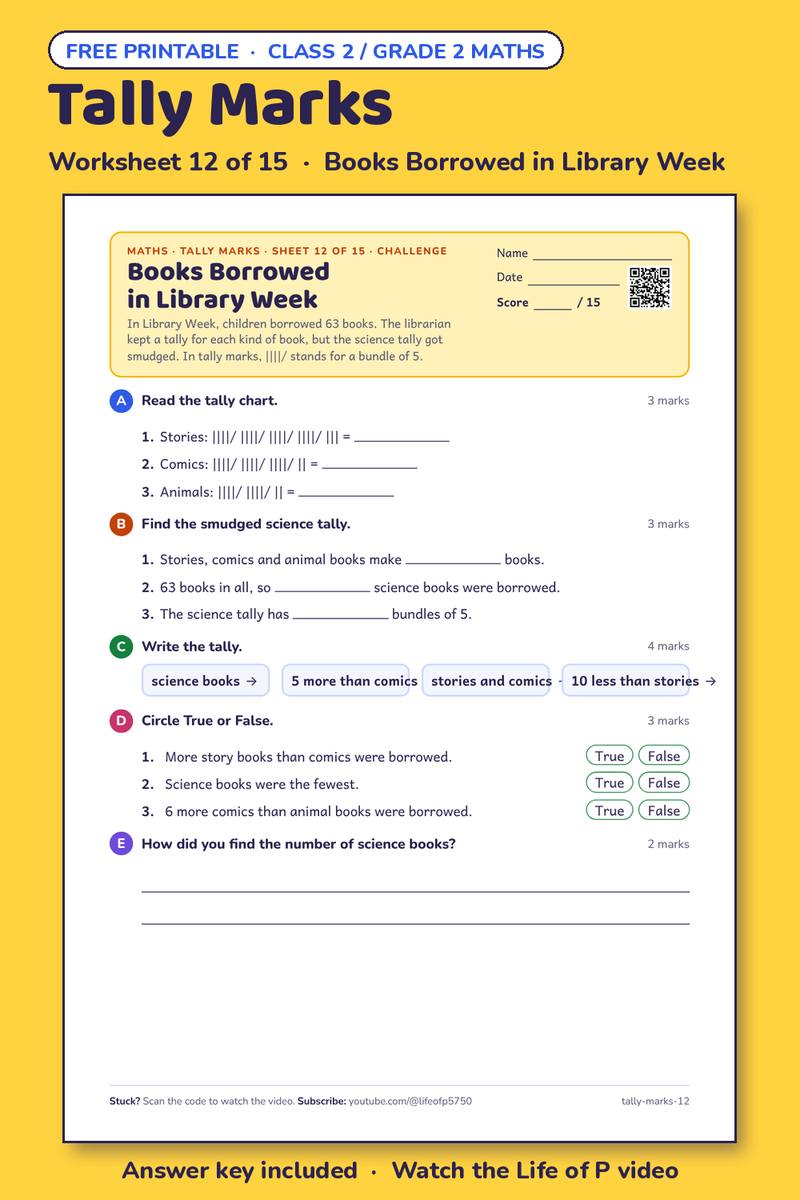 FREE PRINTABLE · CLASS 2 / GRADE 2 MATHS
Tally Marks
Worksheet 12 of 15 · Books Borrowed in Library Week
MATHS · TALLY MARKS · SHEET 12 OF 15 · CHALLENGE
Books Borrowed
in Library Week
In Library Week, children borrowed 63 books. The librarian
kept a tally for each kind of book, but the science tally got
smudged. In tally marks, ||||/ stands for a bundle of 5.
Name ____
Date ____
Score ____ / 15
A Read the tally chart. 3 marks
1. Stories: ||||/ ||||/ ||||/ ||||/ ||| = ____
2. Comics: ||||/ ||||/ ||||/ || = ____
3. Animals: ||||/ ||||/ || = ____
B Find the smudged science tally. 3 marks
1. Stories, comics and animal books make ____ books.
2. 63 books in all, so ____ science books were borrowed.
3. The science tally has ____ bundles of 5.
C Write the tally. 4 marks
science books → 5 more than comics stories and comics 10 less than stories →
D Circle True or False. 3 marks
1. More story books than comics were borrowed. True False
2. Science books were the fewest. True False
3. 6 more comics than animal books were borrowed. True False
E How did you find the number of science books? 2 marks
Stuck? Scan the code to watch the video. Subscribe: youtube.com/@lifeofp5750 tally-marks-12
Answer key included · Watch the Life of P video